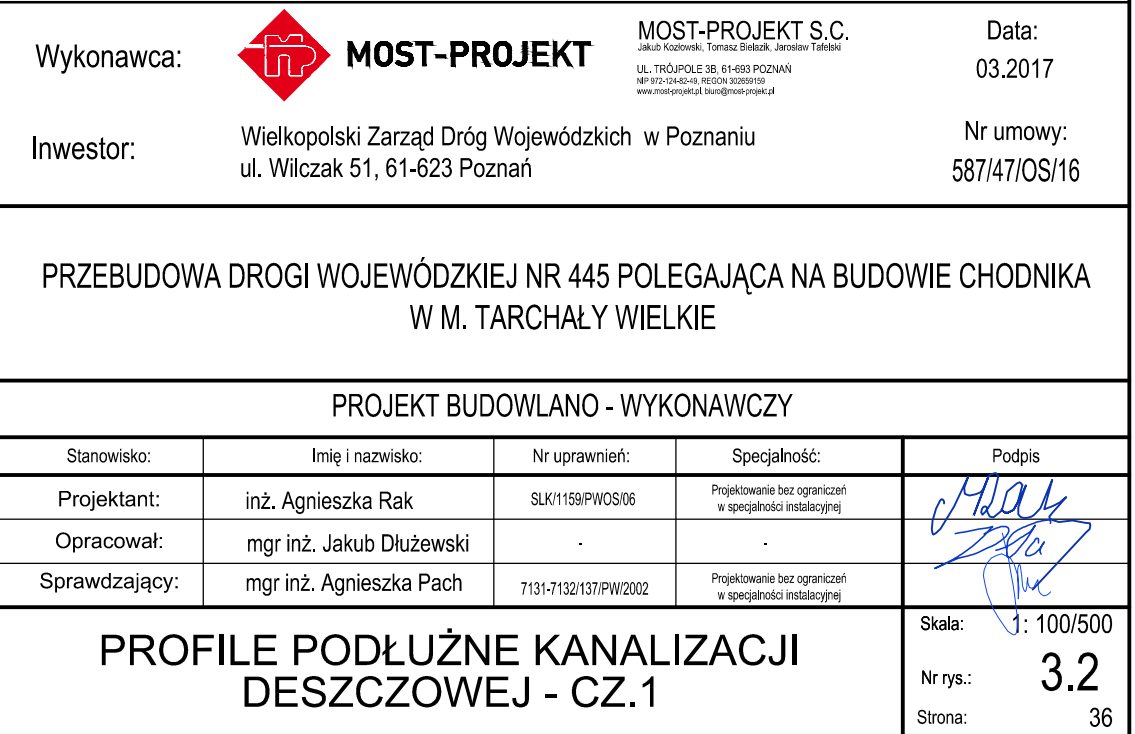 Wykonawca:
MOST-PROJEKT
MOST-PROJEKT S.C.
Jakub Kozłowski, Tomasz Bielazik, Jarosław Tafelski
UL. TRÓJPOLE 3B, 61-693 POZNAŃ
NIP 972-124-82-49, REGON 302659159
www.most-projekt.pl, biuro@most-projekt.pl
Data:
03.2017
Inwestor:
Wielkopolski Zarząd Dróg Wojewódzkich w Poznaniu
ul. Wilczak 51, 61-623 Poznań
Nr umowy:
587/47/OS/16
PRZEBUDOWA DROGI WOJEWÓDZKIEJ NR 445 POLEGAJĄCA NA BUDOWIE CHODNIKA
W M. TARCHAŁY WIELKIE
PROJEKT BUDOWLANO - WYKONAWCZY
Stanowisko: Imię i nazwisko: Nr uprawnień: Specjalność: Podpis
Projektant: inż. Agnieszka Rak SLK/1159/PWOS/06
Projektowanie bez ograniczeń
w specjalności instalacyjnej
Opracował: mgr inż. Jakub Dłużewski - -
Sprawdzający: mgr inż. Agnieszka Pach 7131-7132/137/PW/2002
Projektowanie bez ograniczeń
w specjalności instalacyjnej
PROFILE PODŁUŻNE KANALIZACJI
DESZCZOWEJ - CZ.1
Skala: 1: 100/500
Nr rys.: 3.2
Strona: 36